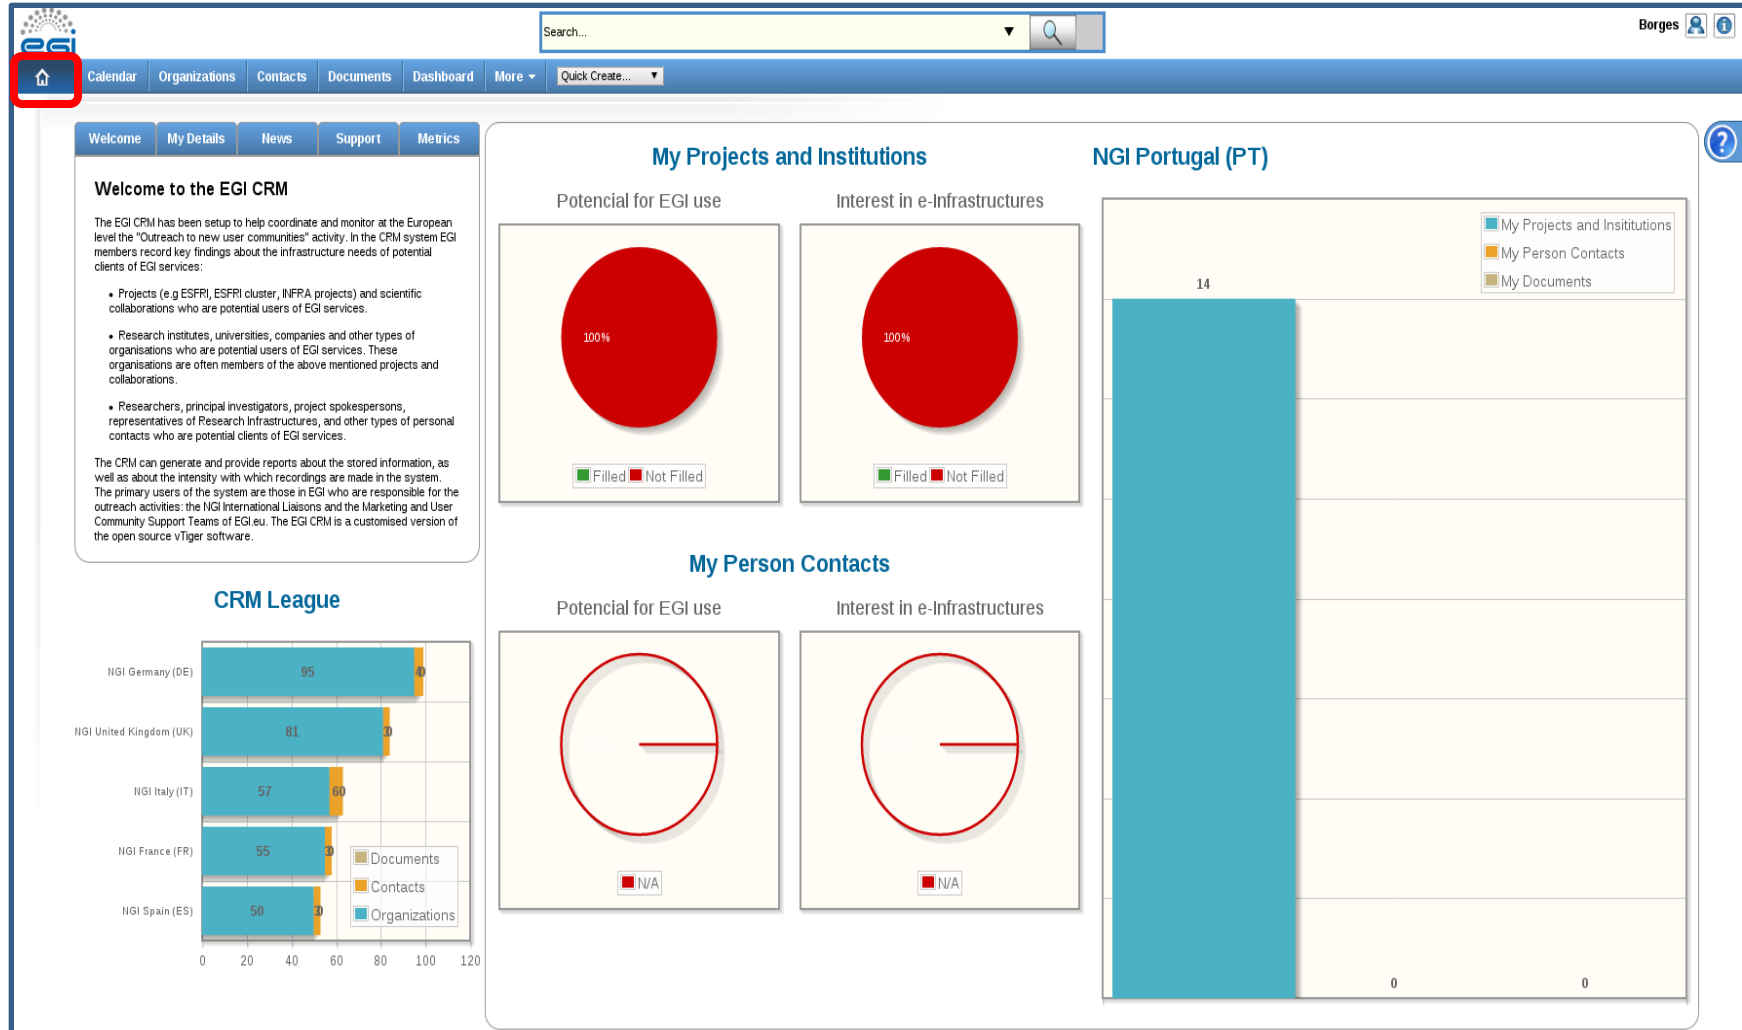 egi
Search...
Borges
Calendar
Organizations
Contacts
Documents
Dashboard
More
Quick Create...
Welcome
My Details
News
Support
Metrics
Welcome to the EGI CRM
The EGI CRM has been setup to help coordinate and monitor at the European
level the "Outreach to new user communities" activity. In the CRM system EGI
members record key findings about the infrastructure needs of potential
clients of EGI services:
• Projects (e.g ESFRI, ESFRI cluster, INFRA projects) and scientific
collaborations who are potential users of EGI services.
• Research institutes, universities, companies and other types of
organisations who are potential users of EGI services. These
organisations are often members of the above mentioned projects and
collaborations.
• Researchers, principal investigators, project spokespersons,
representatives of Research Infrastructures, and other types of personal
contacts who are potential clients of EGI services.
The CRM can generate and provide reports about the stored information, as
well as about the intensity with which recordings are made in the system.
The primary users of the system are those in EGI who are responsible for the
outreach activities: the NGI International Liaisons and the Marketing and User
Community Support Teams of EGI.eu. The EGI CRM is a customised version of
the open source vTiger software.
CRM League
NGI Germany (DE)
95
4
0
NGI United Kingdom (UK)
81
3
0
NGI Italy (IT)
57
6
0
NGI France (FR)
55
3
0
NGI Spain (ES)
50
3
0
Documents
Contacts
Organizations
0 20 40 60 80 100 120
My Projects and Institutions
Potencial for EGI use
100%
Filled Not Filled
Interest in e-Infrastructures
100%
Filled Not Filled
My Person Contacts
Potencial for EGI use
N/A
Interest in e-Infrastructures
N/A
NGI Portugal (PT)
My Projects and Insititutions
My Person Contacts
My Documents
14
0
0
?